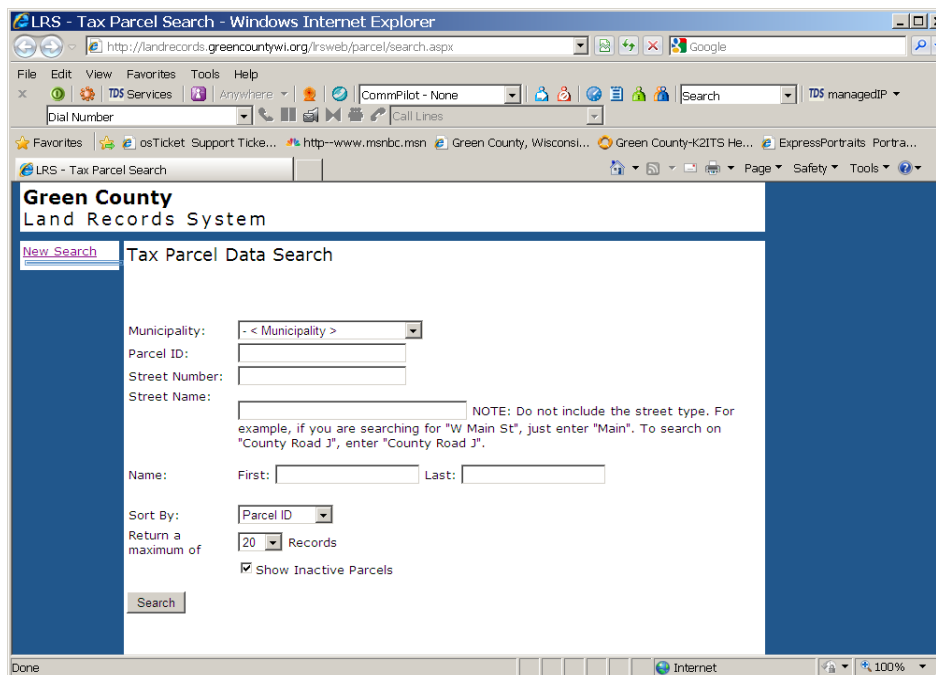 LRS - Tax Parcel Search - Windows Internet Explorer
http://landrecords.greencountywi.org/lrsweb/parcel/search.aspx
Google
File Edit View Favorites Tools Help
TDS Services Anywhere CommPilot - None Search TDS managedIP
Dial Number Call Lines
Favorites osTicket Support Ticke... http--www.msnbc.msn Green County, Wisconsi... Green County-K2ITS He... ExpressPortraits Portra...
LRS - Tax Parcel Search Page Safety Tools
Green County
Land Records System
New Search
Tax Parcel Data Search
Municipality: - < Municipality >
Parcel ID:
Street Number:
Street Name:
NOTE: Do not include the street type. For
example, if you are searching for "W Main St", just enter "Main". To search on
"County Road J", enter "County Road J".
Name: First: Last:
Sort By: Parcel ID
Return a
maximum of 20 Records
Show Inactive Parcels
Search
Done Internet 100%